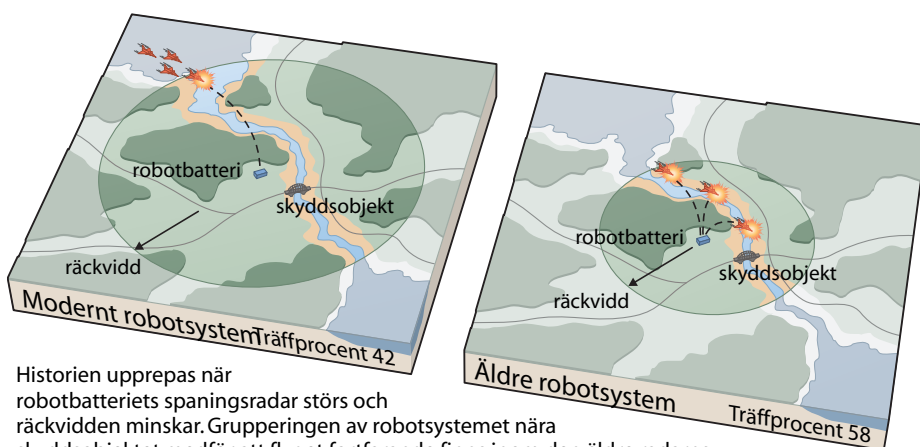 robotbatteri
skyddsobjekt
räckvidd
Modernt robotsystem
Träffprocent 42
robotbatteri
skyddsobjekt
räckvidd
Äldre robotsystem
Träffprocent 58
Historien upprepas när
robotbatteriets spaningsradar störs och
räckvidden minskar. Grupperingen av robotsystemet nära